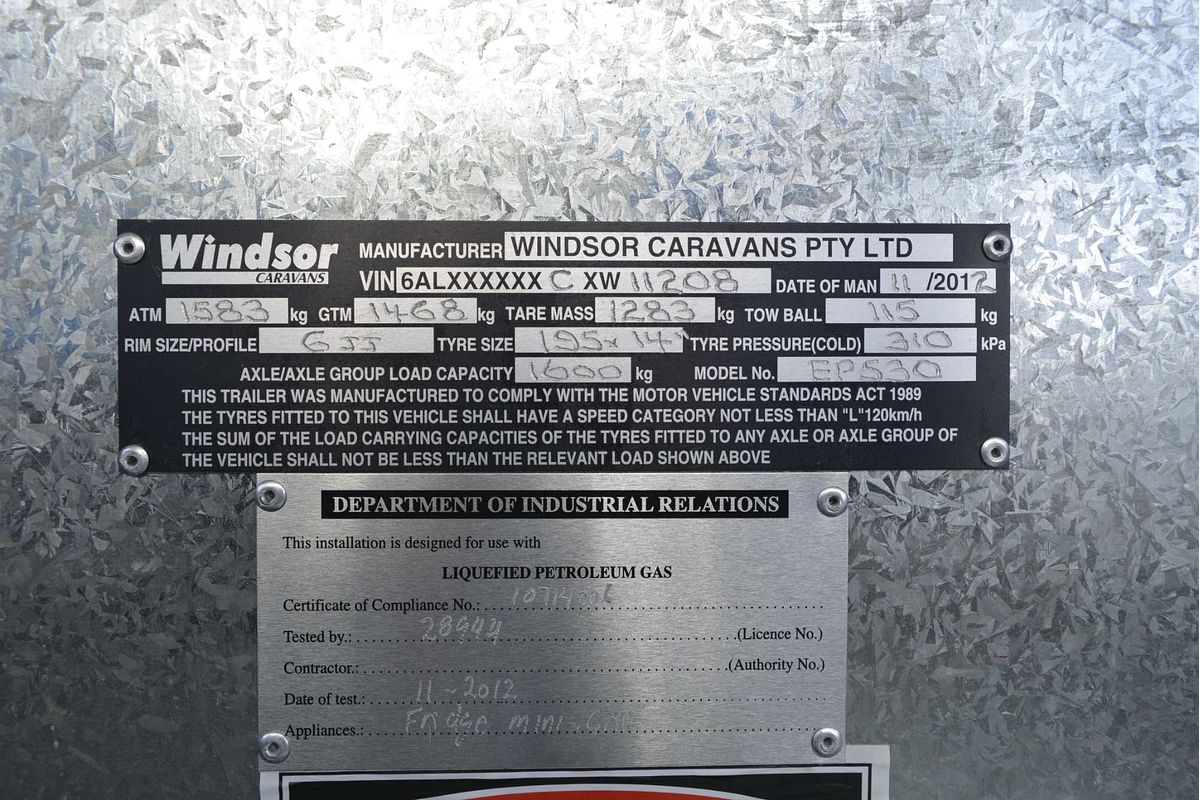 Windsor CARAVANS MANUFACTURER WINDSOR CARAVANS PTY LTD
VIN 6ALXXXXXX C XW 11208 DATE OF MAN 11 /2012
ATM 1583 kg GTM 1468 kg TARE MASS 1283 kg TOW BALL 115 kg
RIM SIZE/PROFILE 6JJ TYRE SIZE 195x14 TYRE PRESSURE(COLD) 310 kPa
AXLE/AXLE GROUP LOAD CAPACITY 1600 kg MODEL No. EP530
THIS TRAILER WAS MANUFACTURED TO COMPLY WITH THE MOTOR VEHICLE STANDARDS ACT 1989
THE TYRES FITTED TO THIS VEHICLE SHALL HAVE A SPEED CATEGORY NOT LESS THAN "L"120km/h
THE SUM OF THE LOAD CARRYING CAPACITIES OF THE TYRES FITTED TO ANY AXLE OR AXLE GROUP OF
THE VEHICLE SHALL NOT BE LESS THAN THE RELEVANT LOAD SHOWN ABOVE
DEPARTMENT OF INDUSTRIAL RELATIONS
This installation is designed for use with
LIQUEFIED PETROLEUM GAS
Certificate of Compliance No.:
Tested by.: (Licence No.)
Contractor.: (Authority No.)
Date of test.: 11-2012
Appliances.: mini